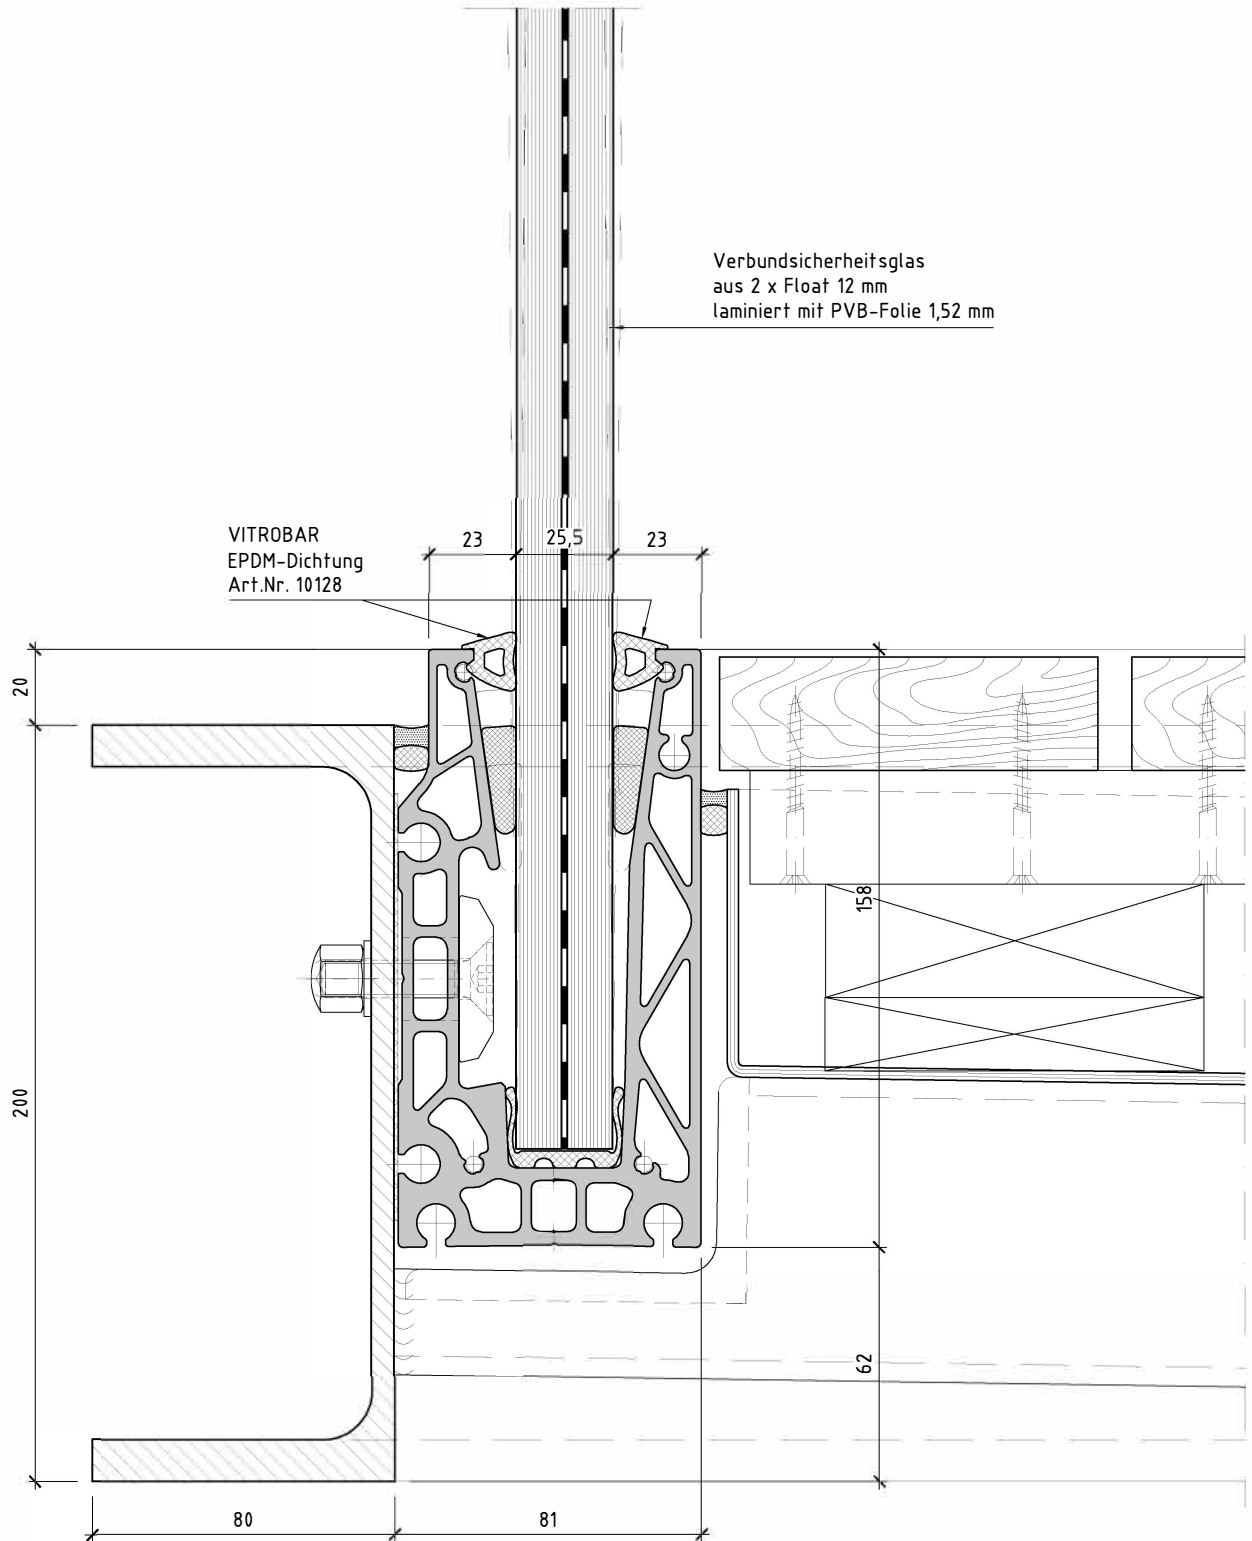 Verbundsicherheitsglas
aus 2 x Float 12 mm
laminiert mit PVB-Folie 1,52 mm
VITROBAR
EPDM-Dichtung
Art.Nr. 10128
23
25,5
23
20
158
200
62
80
81